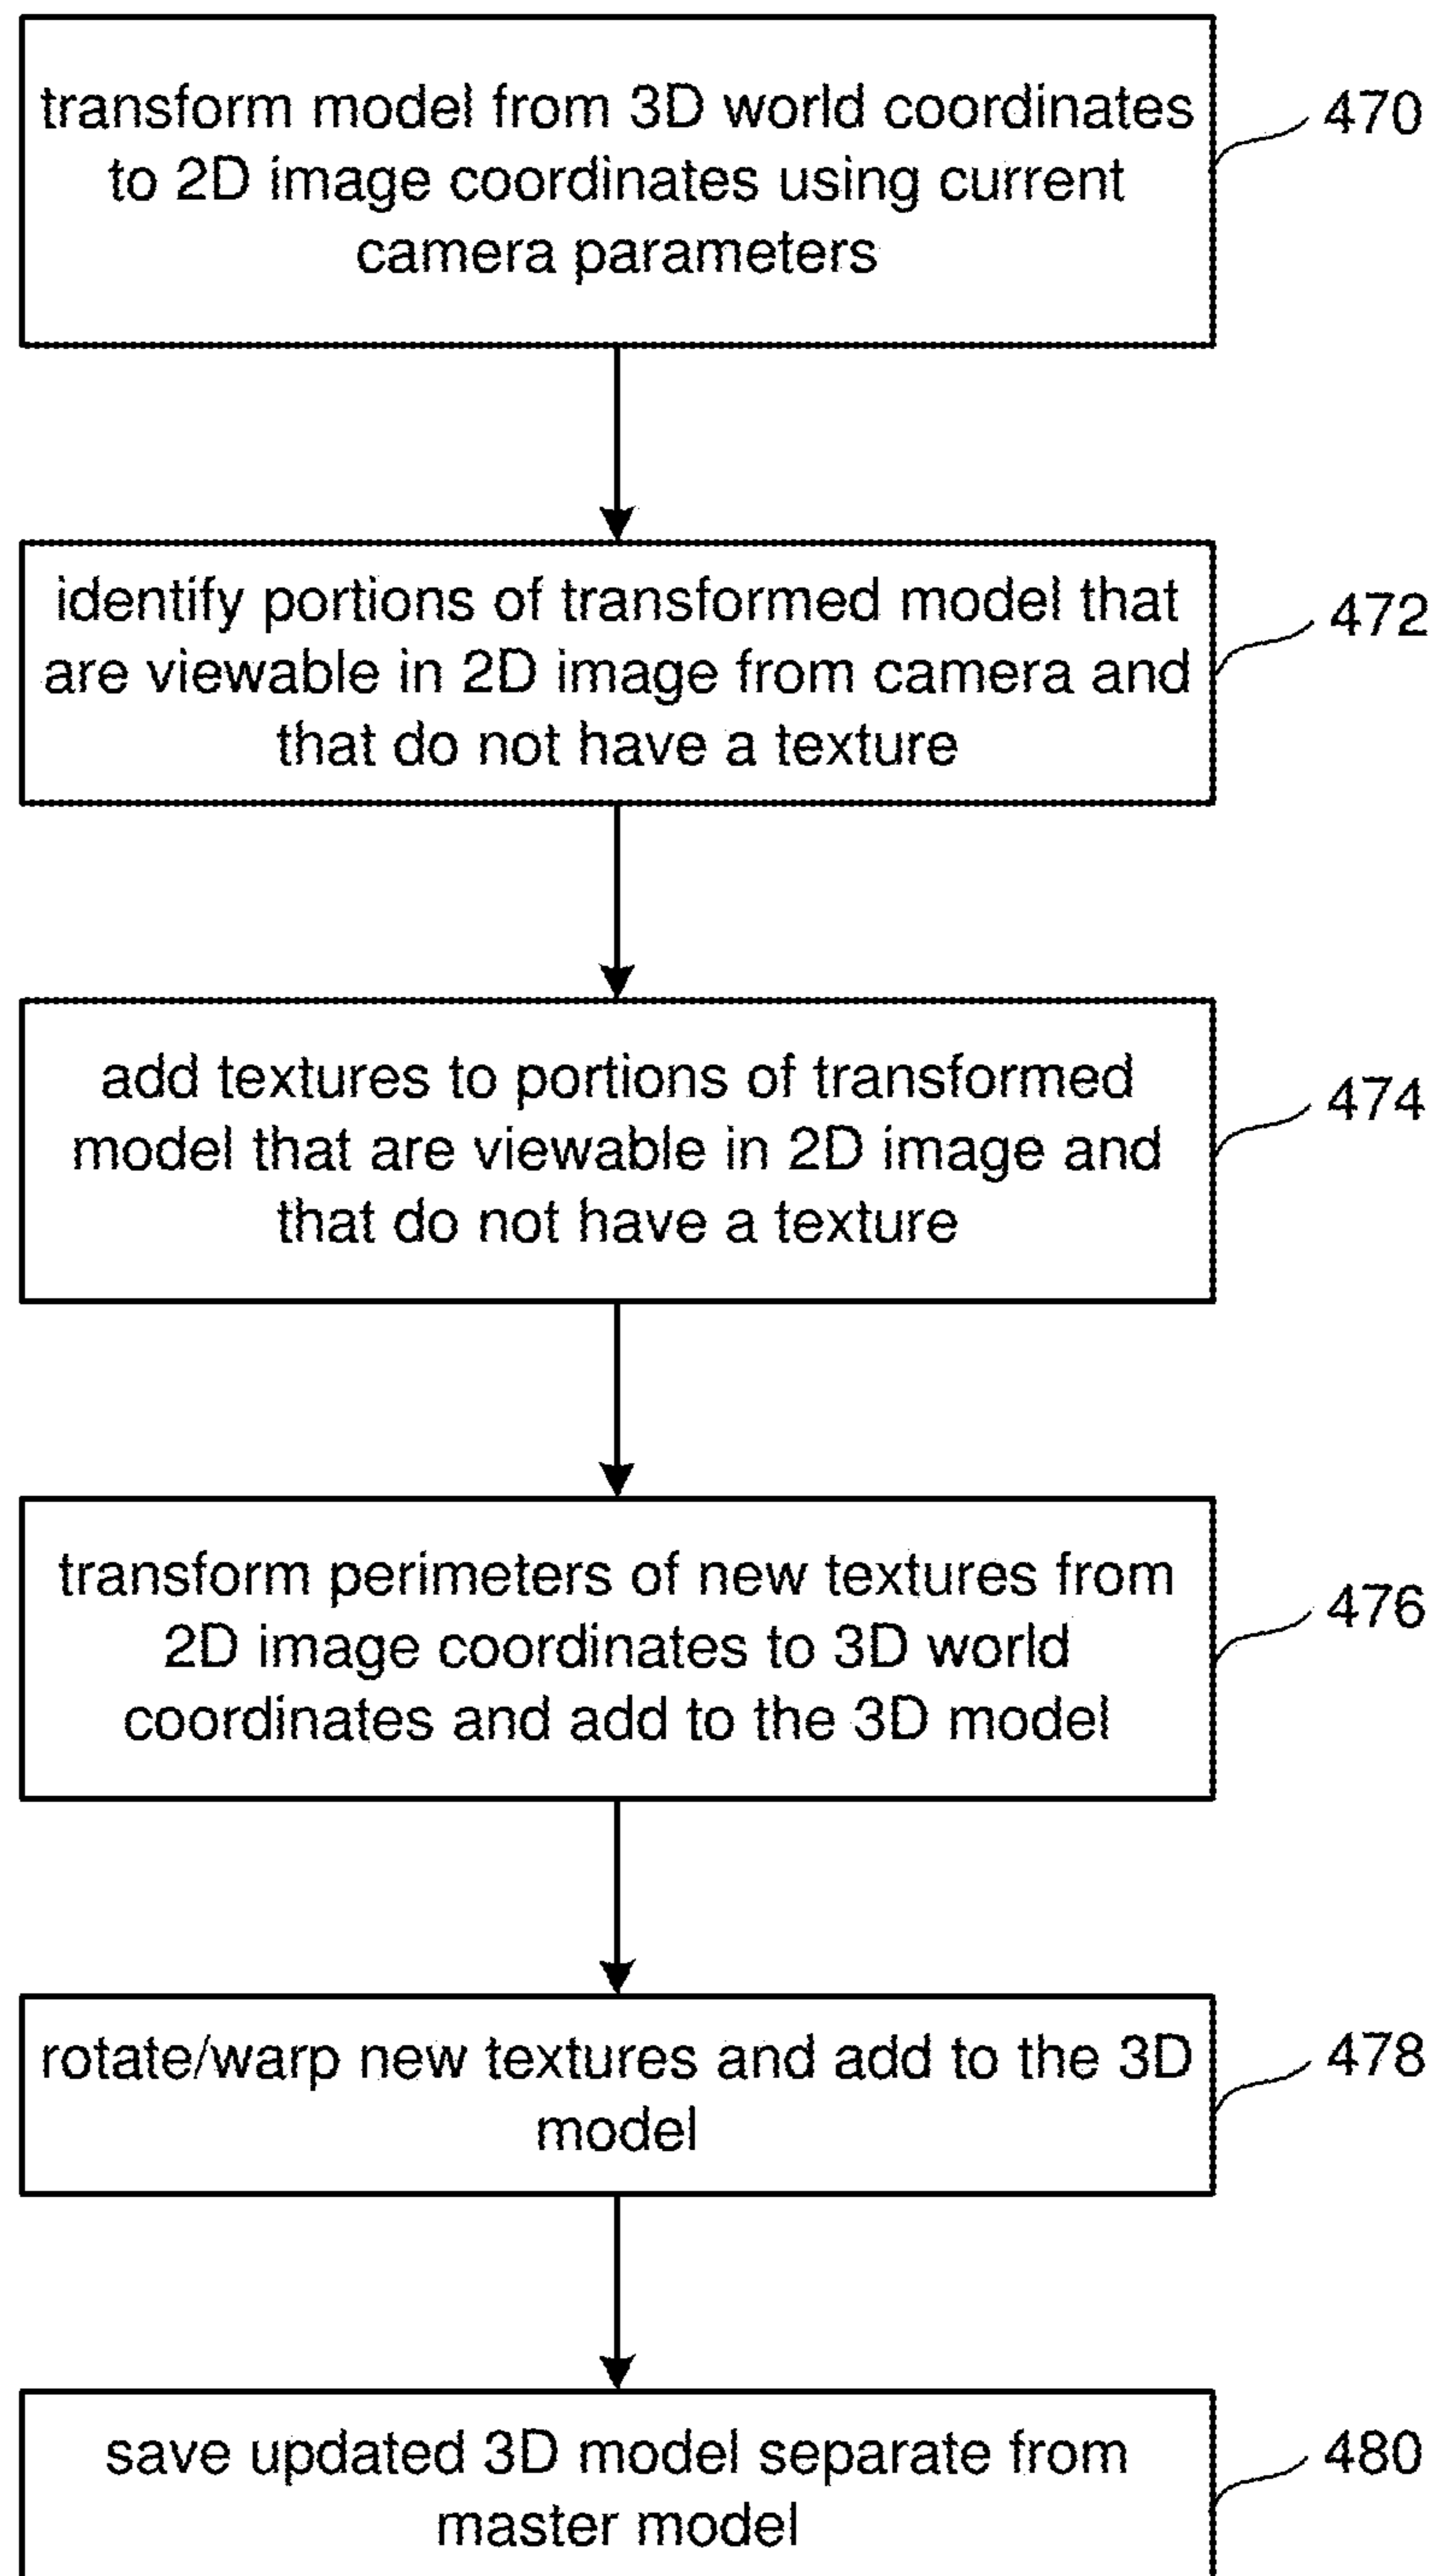 transform model from 3D world coordinates
to 2D image coordinates using current
camera parameters
470
identify portions of transformed model that
are viewable in 2D image from camera and
that do not have a texture
472
add textures to portions of transformed
model that are viewable in 2D image and
that do not have a texture
474
transform perimeters of new textures from
2D image coordinates to 3D world
coordinates and add to the 3D model
476
rotate/warp new textures and add to the 3D
model
478
save updated 3D model separate from
master model
480